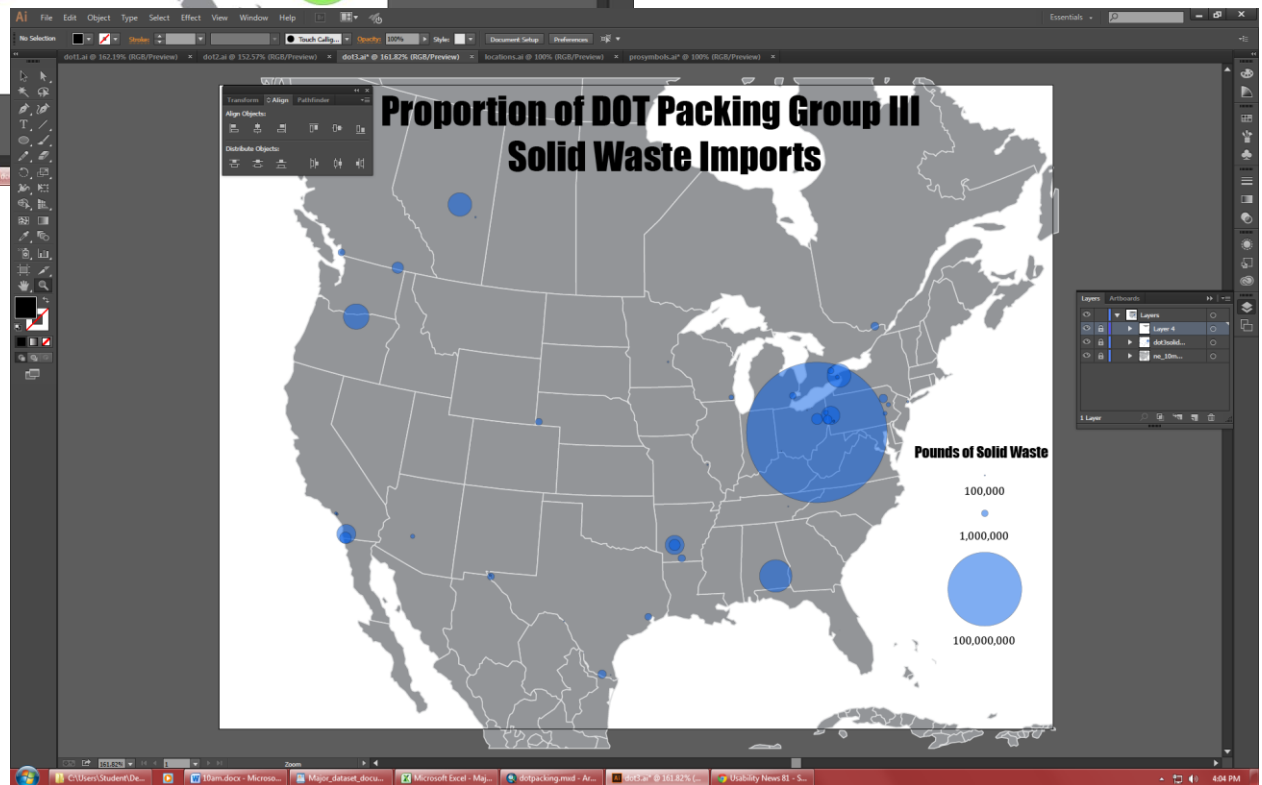 Ai File Edit Object Type Select Effect View Window Help
Essentials
No Selection
Stroke:
Touch Callig...
Opacity: 100%
Style:
Document Setup
Preferences
dot1.ai @ 162.19% (RGB/Preview) ×
dot2.ai @ 152.57% (RGB/Preview) ×
dot3.ai* @ 161.82% (RGB/Preview) ×
locations.ai @ 100% (RGB/Preview) ×
prosymbols.ai* @ 100% (RGB/Preview) ×
Transform Align Pathfinder
Align Objects:
Distribute Objects:
Proportion of DOT Packing Group III
Solid Waste Imports
Layers Artboards
Layers
Layer 4
dot3solid...
ne_10m...
1 Layer
Pounds of Solid Waste
100,000
1,000,000
100,000,000
161.82%
1
Zoom
C:\Users\Student\De...
10am.docx - Microso...
Major_dataset_docu...
Microsoft Excel - Maj...
dotpacking.mxd - Ar...
dot3.ai* @ 161.82% (...
Usability News 81 - S...
4:04 PM